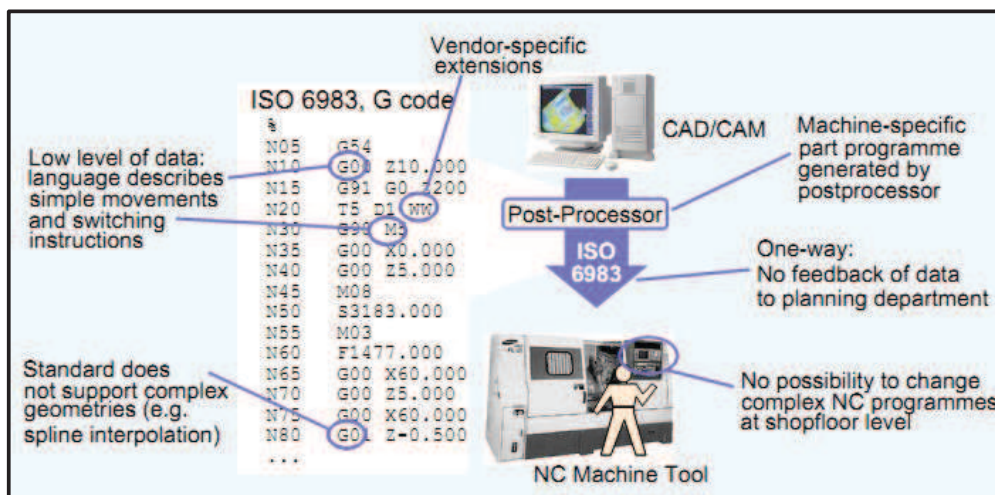 Vendor-specific
extensions
ISO 6983, G code
%
N05 G54
N10 G00 Z10.000
N15 G91 G0 Z200
N20 T5 D1 WW
N30 G90 M5
N35 G00 X0.000
N40 G00 Z5.000
N45 M08
N50 S3183.000
N55 M03
N60 F1477.000
N65 G00 X60.000
N70 G00 Z5.000
N75 G00 X60.000
N80 G01 Z-0.500
...
Low level of data:
language describes
simple movements
and switching
instructions
Standard does
not support complex
geometries (e.g.
spline interpolation)
CAD/CAM
Machine-specific
part programme
generated by
postprocessor
Post-Processor
ISO
6983
One-way:
No feedback of data
to planning department
No possibility to change
complex NC programmes
at shopfloor level
NC Machine Tool